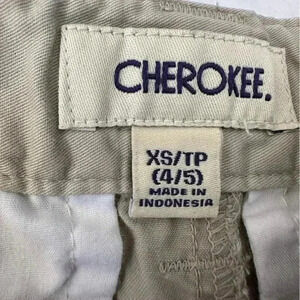 CHEROKEE.
XS/TP
(4/5)
MADE IN
INDONESIA